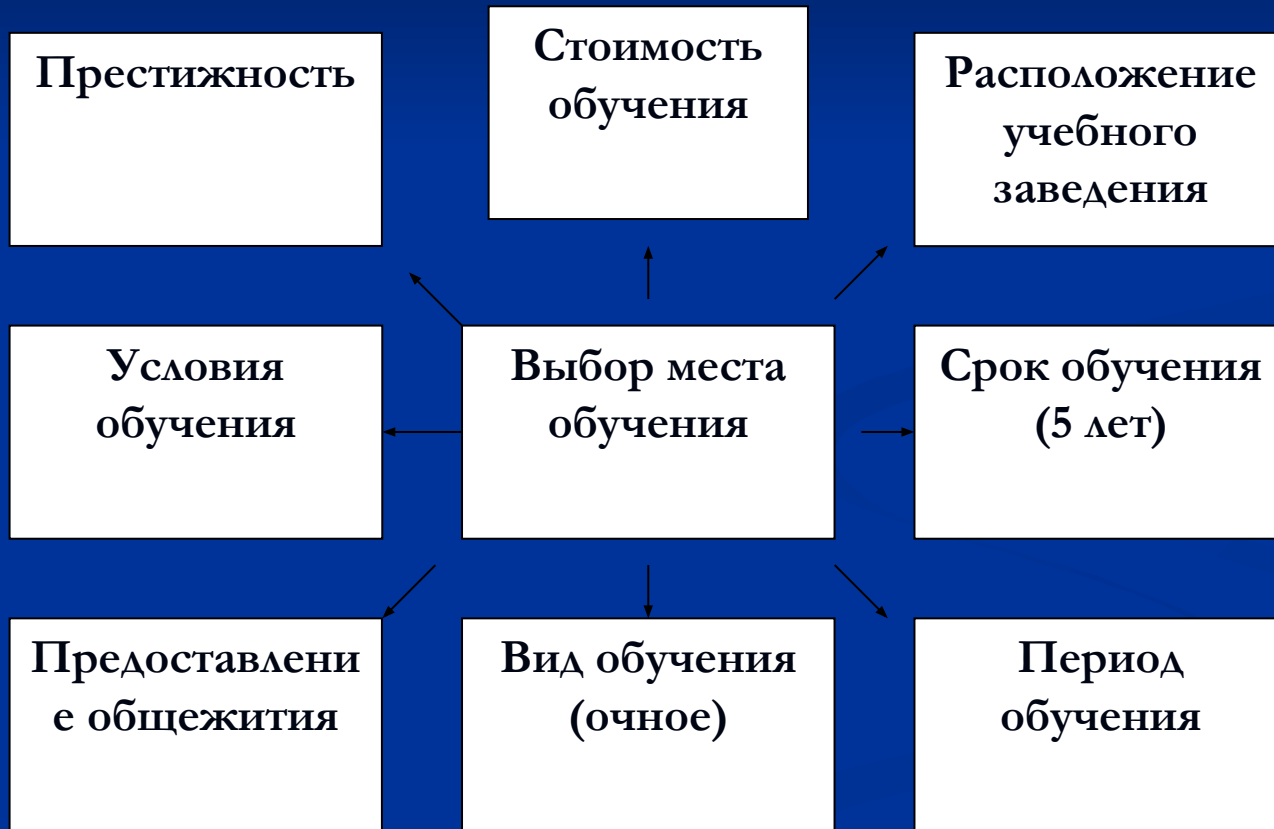 Престижность
Стоимость
обучения
Расположение
учебного
заведения
Условия
обучения
Выбор места
обучения
Срок обучения
(5 лет)
Предоставлени
е общежития
Вид обучения
(очное)
Период
обучения